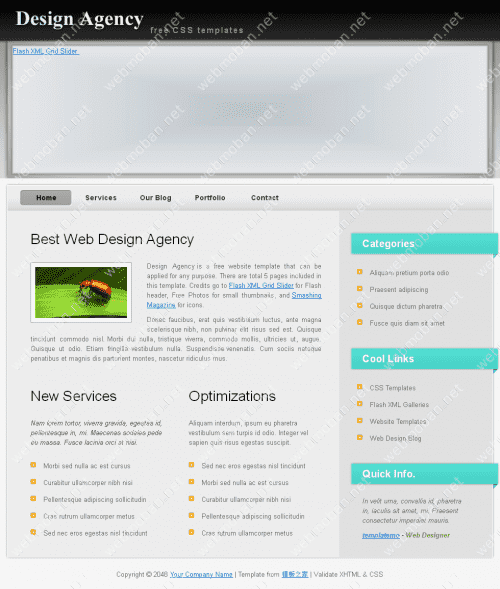 Design Agency
free CSS templates
Flash XML Grid Slider
Home Services Our Blog Portfolio Contact
Best Web Design Agency
Design Agency is a free website template that can be
applied for any purpose. There are total 5 pages included in
this template. Credits go to Flash XML Grid Slider for Flash
header, Free Photos for small thumbnails, and Smashing
Magazine for icons.
Donec faucibus, erat quis vestibulum luctus, ante magna
scelerisque nibh, non pulvinar elit risus sed est. Quisque
tincidunt commodo nisl. Morbi dui nulla, tristique viverra, commodo mollis, ultricies ut, augue.
Quisque ut odio. Etiam fringilla vestibulum nulla. Suspendisse venenatis. Cum sociis natoque
penatibus et magnis dis parturient montes, nascetur ridiculus mus.
New Services
Nam lorem tortor, viverra gravida, egestas id,
pellentesque in, mi. Maecenas sociales pede
eu massa. Fusce lacinia orci at nisi.
Morbi sed nulla ac est cursus
Curabitur ullamcorper nibh nisi
Pellentesque adipiscing sollicitudin
Cras rutrum ullamcorper metus
Sed nec eros egestas nisl tincidunt
Optimizations
Aliquam interdum, ipsum eu pharetra
vestibulum sem turpis id odio. Integer vel
sapien quis risus egestas suscipit.
Sed nec eros egestas nisl tincidunt
Morbi sed nulla ac est cursus
Curabitur ullamcorper nibh nisi
Pellentesque adipiscing sollicitudin
Cras rutrum ullamcorper metus
Categories
Aliquam pretium porta odio
Praesent adipiscing
Quisque dictum pharetra
Fusce quis diam sit amet
Cool Links
CSS Templates
Flash XML Galleries
Website Templates
Web Design Blog
Quick Info.
In velit urna, convallis id, pharetra
in, iaculis sit amet, mi. Praesent
consectetur imperdiet mauris.
templatemo - Web Designer
Copyright © 2048 Your Company Name | Template from 模板之家 | Validate XHTML & CSS